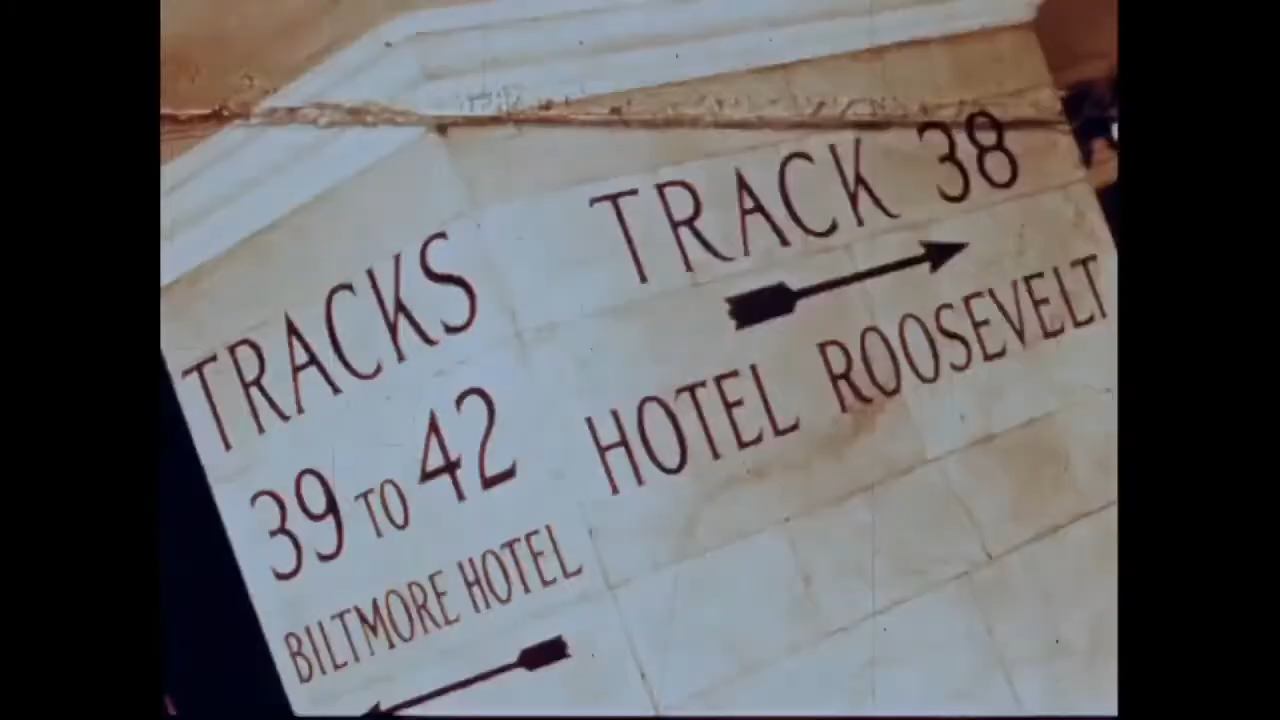 TRACKS
39 TO 42
BILTMORE HOTEL
TRACK 38
HOTEL ROOSEVELT